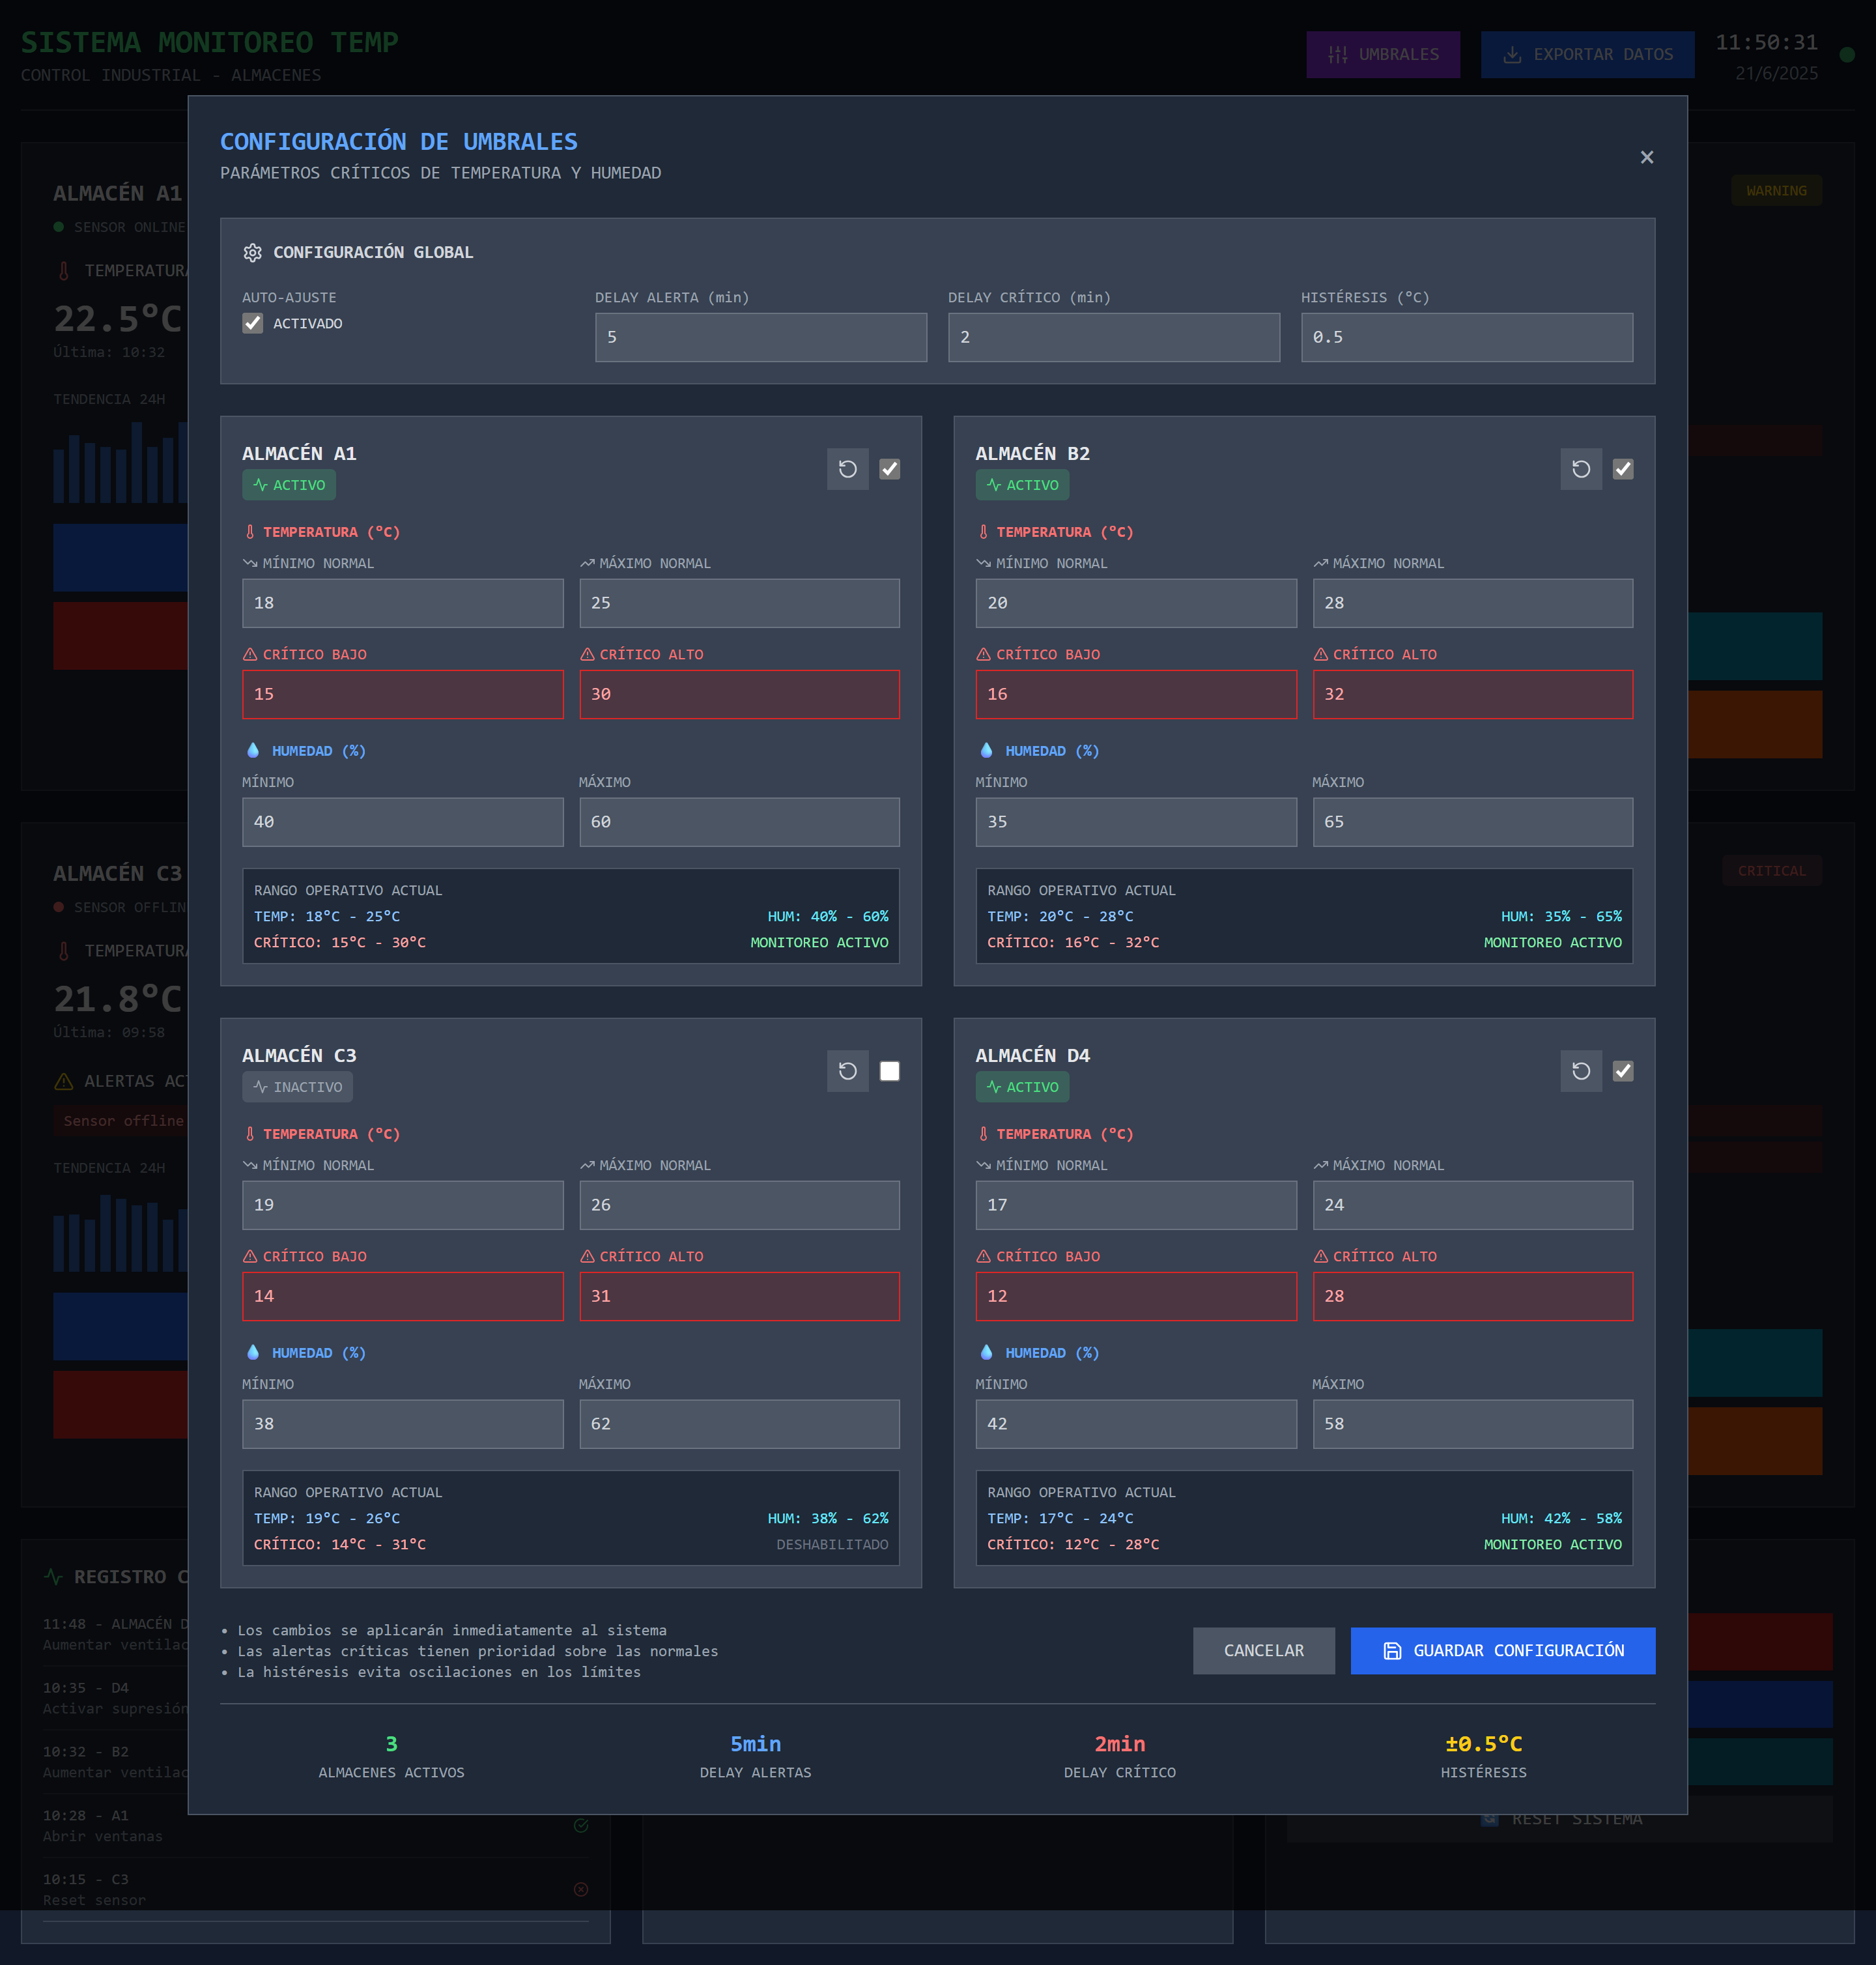 SISTEMA MONITOREO TEMP
CONTROL INDUSTRIAL - ALMACENES
UMBRALES
EXPORTAR DATOS
11:50:31
21/6/2025
CONFIGURACIÓN DE UMBRALES
PARÁMETROS CRÍTICOS DE TEMPERATURA Y HUMEDAD
×
CONFIGURACIÓN GLOBAL
AUTO-AJUSTE
ACTIVADO
DELAY ALERTA (min)
5
DELAY CRÍTICO (min)
2
HISTÉRESIS (°C)
0.5
ALMACÉN A1
ACTIVO
TEMPERATURA (°C)
MÍNIMO NORMAL
MÁXIMO NORMAL
18
25
CRÍTICO BAJO
CRÍTICO ALTO
15
30
HUMEDAD (%)
MÍNIMO
MÁXIMO
40
60
RANGO OPERATIVO ACTUAL
TEMP: 18°C - 25°C
HUM: 40% - 60%
CRÍTICO: 15°C - 30°C
MONITOREO ACTIVO
ALMACÉN B2
ACTIVO
TEMPERATURA (°C)
MÍNIMO NORMAL
MÁXIMO NORMAL
20
28
CRÍTICO BAJO
CRÍTICO ALTO
16
32
HUMEDAD (%)
MÍNIMO
MÁXIMO
35
65
RANGO OPERATIVO ACTUAL
TEMP: 20°C - 28°C
HUM: 35% - 65%
CRÍTICO: 16°C - 32°C
MONITOREO ACTIVO
ALMACÉN C3
INACTIVO
TEMPERATURA (°C)
MÍNIMO NORMAL
MÁXIMO NORMAL
19
26
CRÍTICO BAJO
CRÍTICO ALTO
14
31
HUMEDAD (%)
MÍNIMO
MÁXIMO
38
62
RANGO OPERATIVO ACTUAL
TEMP: 19°C - 26°C
HUM: 38% - 62%
CRÍTICO: 14°C - 31°C
DESHABILITADO
ALMACÉN D4
ACTIVO
TEMPERATURA (°C)
MÍNIMO NORMAL
MÁXIMO NORMAL
17
24
CRÍTICO BAJO
CRÍTICO ALTO
12
28
HUMEDAD (%)
MÍNIMO
MÁXIMO
42
58
RANGO OPERATIVO ACTUAL
TEMP: 17°C - 24°C
HUM: 42% - 58%
CRÍTICO: 12°C - 28°C
MONITOREO ACTIVO
• Los cambios se aplicarán inmediatamente al sistema
• Las alertas críticas tienen prioridad sobre las normales
• La histéresis evita oscilaciones en los límites
CANCELAR
GUARDAR CONFIGURACIÓN
3
ALMACENES ACTIVOS
5min
DELAY ALERTAS
2min
DELAY CRÍTICO
±0.5°C
HISTÉRESIS
ALMACÉN A1
SENSOR ONLINE
TEMPERATURA
22.5°C
Última: 10:32
TENDENCIA 24H
WARNING
ALMACÉN C3
SENSOR OFFLIN
TEMPERATURA
21.8°C
Última: 09:58
ALERTAS ACT
Sensor offline
TENDENCIA 24H
CRITICAL
REGISTRO C
11:48 - ALMACÉN D
Aumentar ventilac
10:35 - D4
Activar supresión
10:32 - B2
Aumentar ventilac
10:28 - A1
Abrir ventanas
10:15 - C3
Reset sensor
RESET SISTEMA